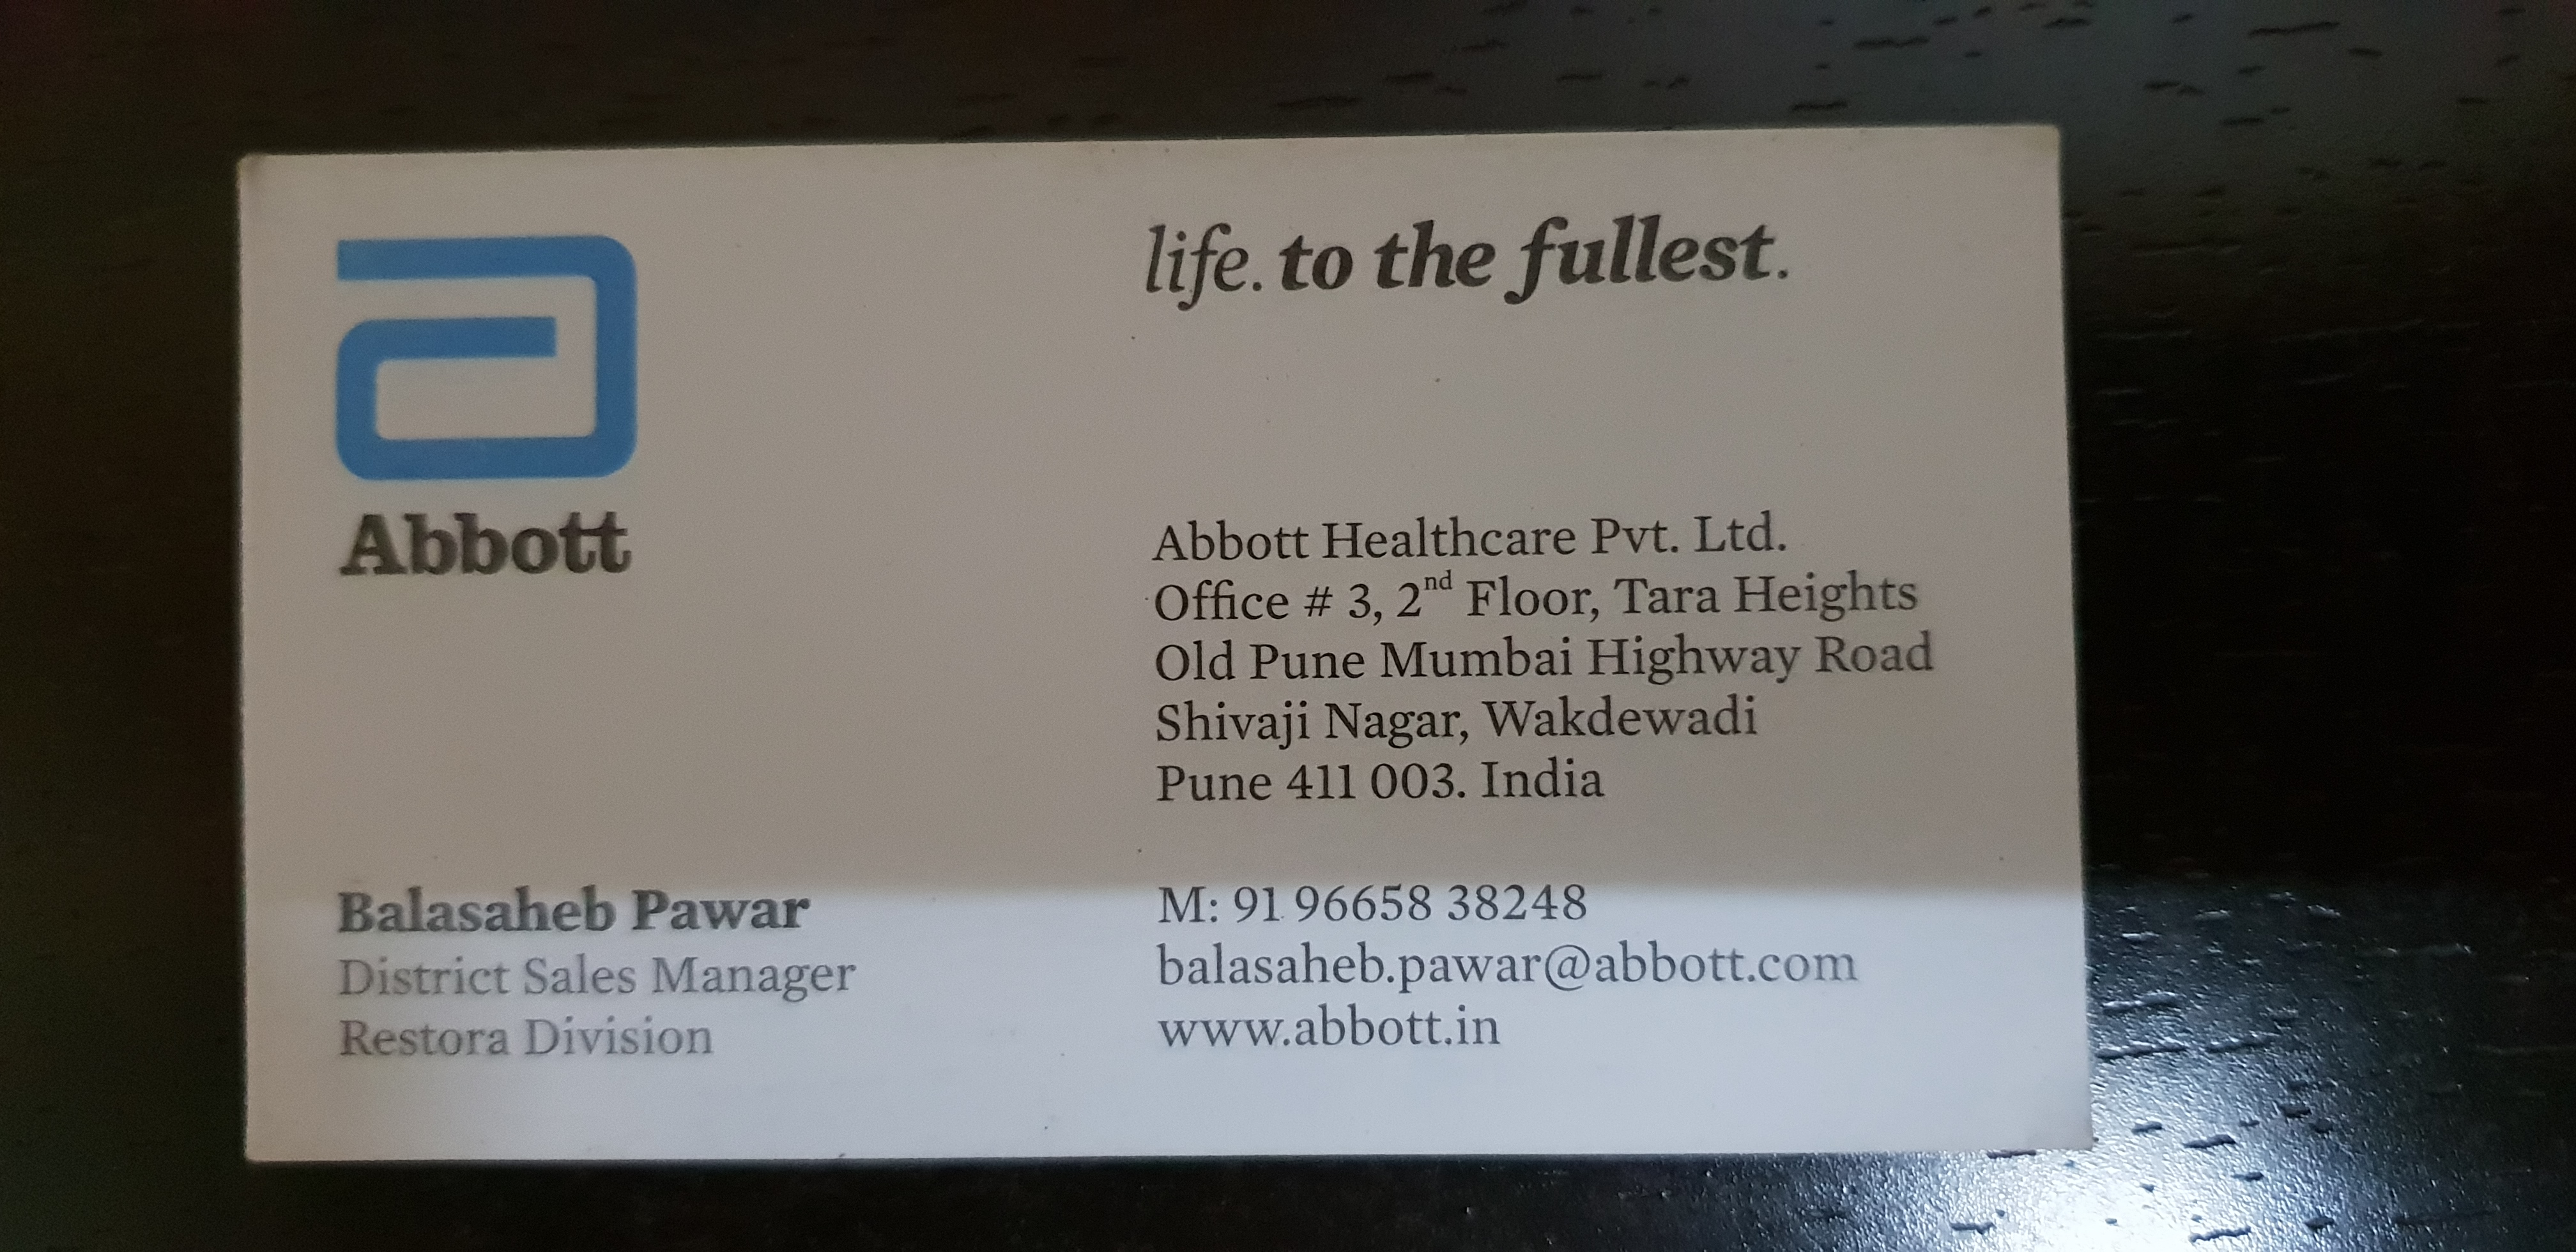 Abbott
life. to the fullest.
Abbott Healthcare Pvt. Ltd.
Office # 3, 2nd Floor, Tara Heights
Old Pune Mumbai Highway Road
Shivaji Nagar, Wakdewadi
Pune 411 003. India
Balasaheb Pawar
District Sales Manager
Restora Division
M: 91 96658 38248
balasaheb.pawar@abbott.com
www.abbott.in